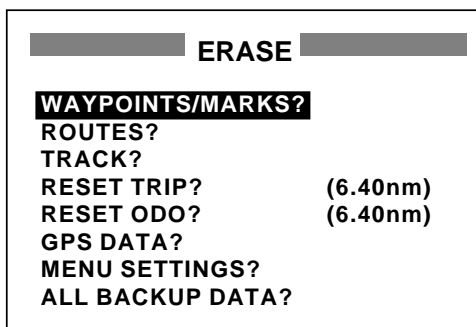 ERASE
WAYPOINTS/MARKS?
ROUTES?
TRACK?
RESET TRIP? (6.40nm)
RESET ODO? (6.40nm)
GPS DATA?
MENU SETTINGS?
ALL BACKUP DATA?